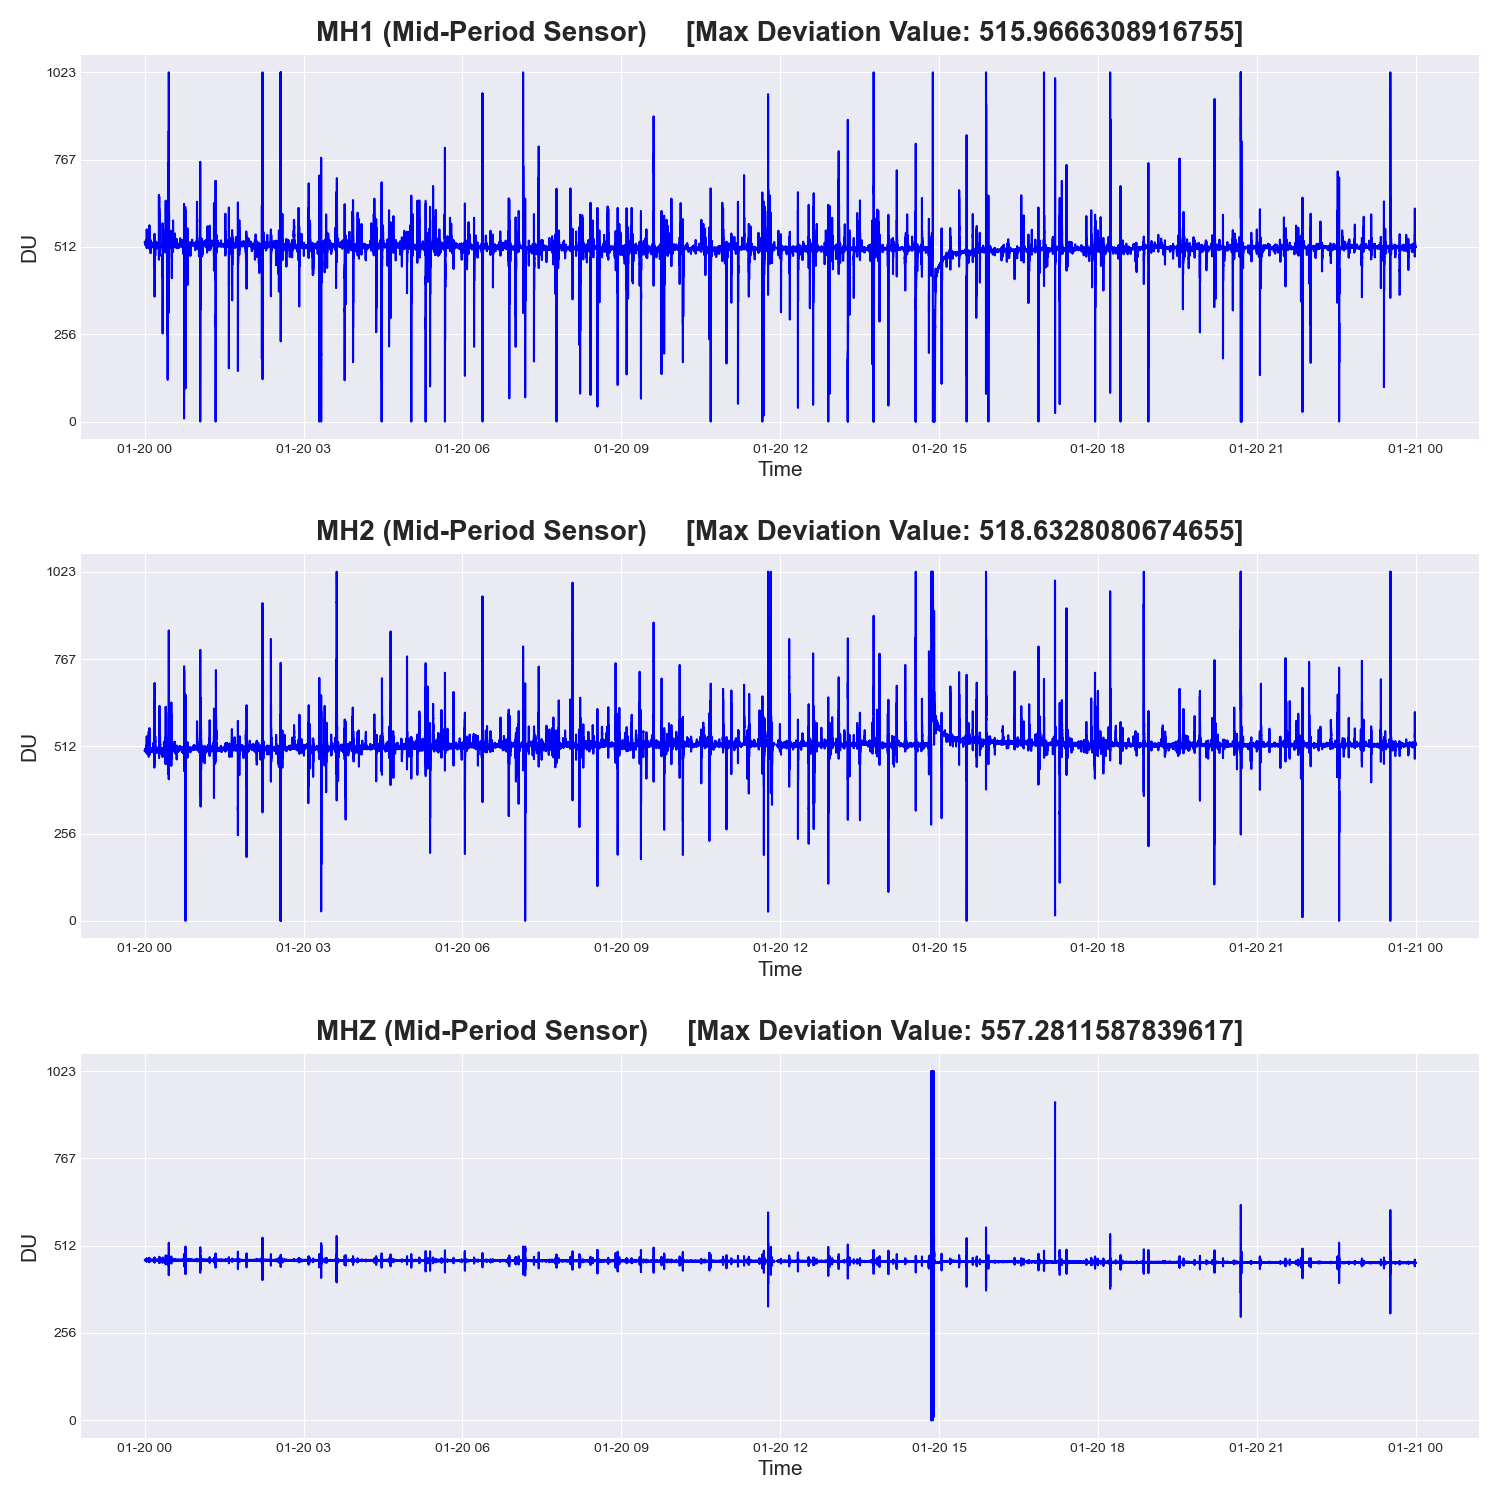 MH1 (Mid-Period Sensor) [Max Deviation Value: 515.9666308916755]
1023
767
512
256
0
DU
01-20 00 01-20 03 01-20 06 01-20 09 01-20 12 01-20 15 01-20 18 01-20 21 01-21 00
Time
MH2 (Mid-Period Sensor) [Max Deviation Value: 518.6328080674655]
1023
767
512
256
0
DU
01-20 00 01-20 03 01-20 06 01-20 09 01-20 12 01-20 15 01-20 18 01-20 21 01-21 00
Time
MHZ (Mid-Period Sensor) [Max Deviation Value: 557.2811587839617]
1023
767
512
256
0
DU
01-20 00 01-20 03 01-20 06 01-20 09 01-20 12 01-20 15 01-20 18 01-20 21 01-21 00
Time